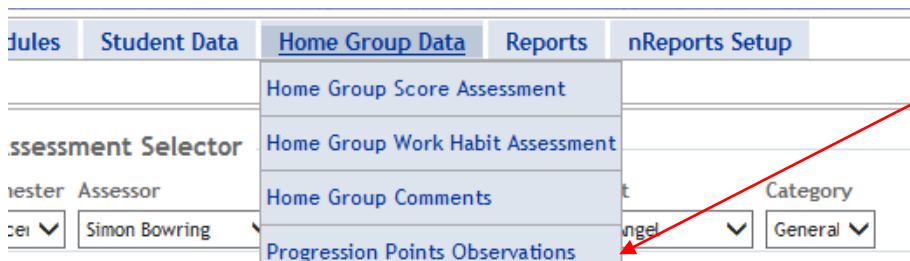 dules Student Data Home Group Data Reports nReports Setup
Home Group Score Assessment
ssessment Selector
Home Group Work Habit Assessment
nester Assessor
Home Group Comments
t Category
cei Simon Bowring
ngel General
Progression Points Observations